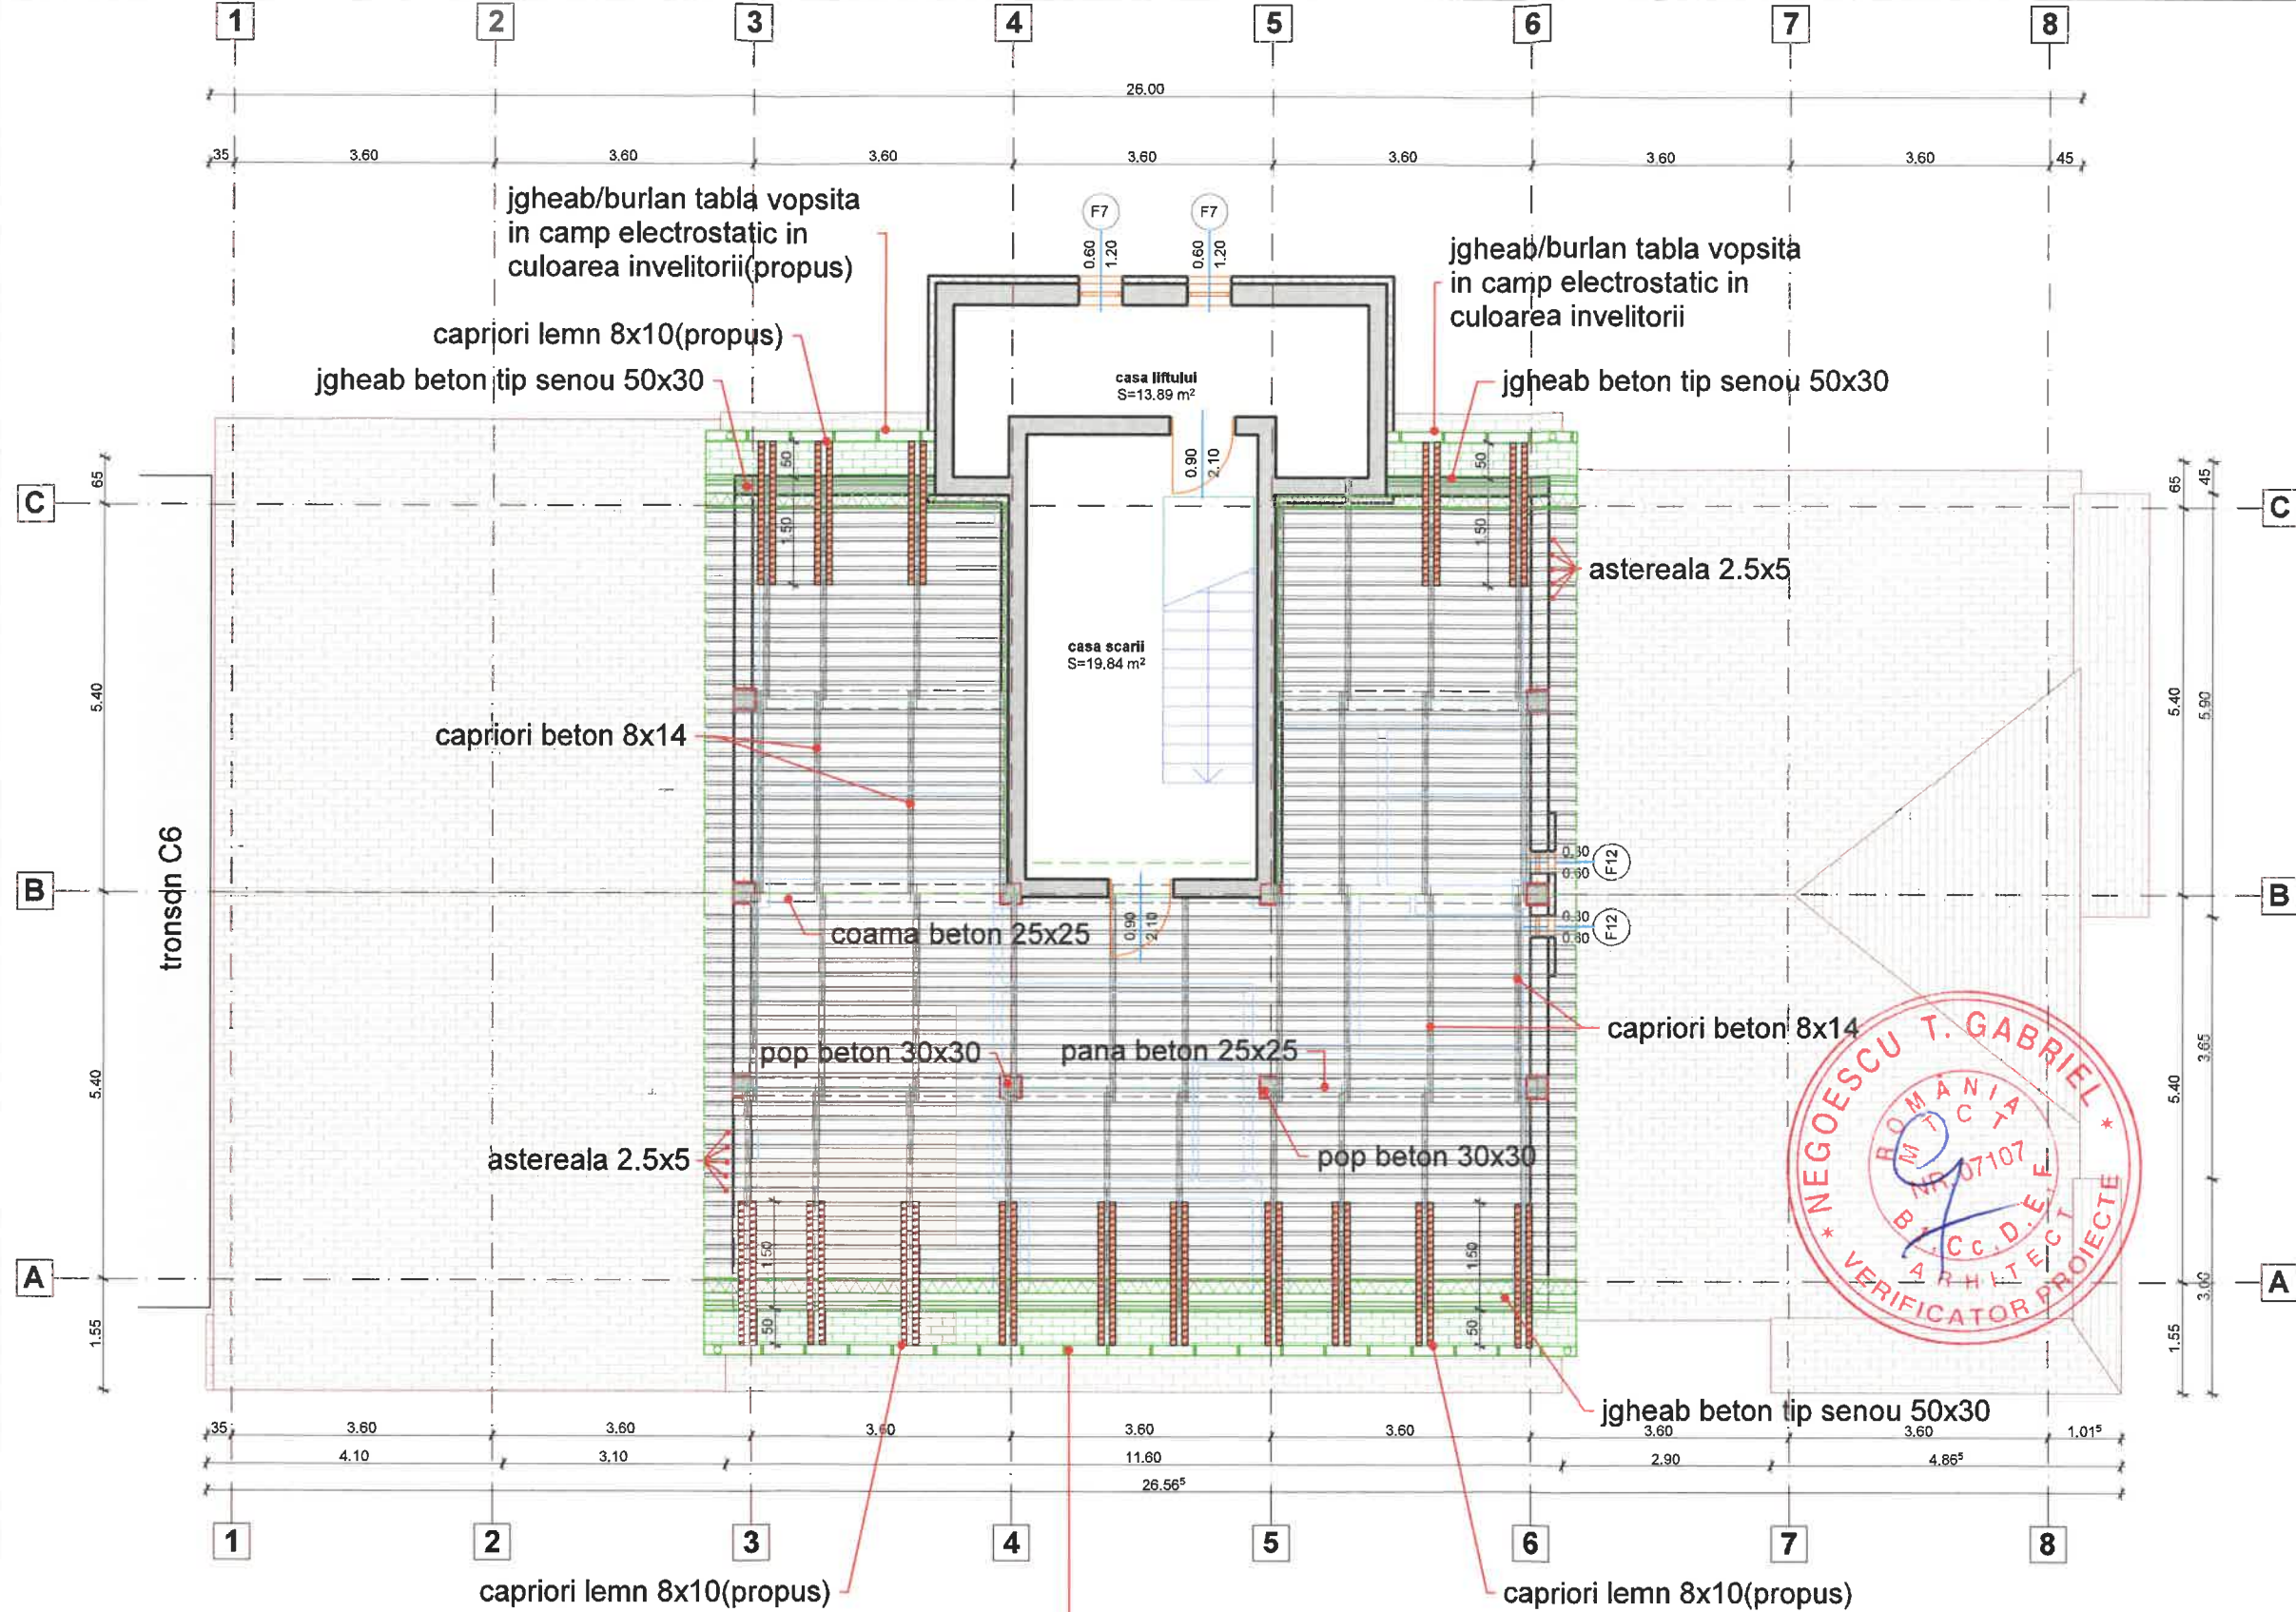 1 2 3 4 5 6 7 8
26.00
35 3.60 3.60 3.60 3.60 3.60 3.60 3.60 45
jgheab/burlan tabla vopsita
in camp electrostatic in
culoarea invelitorii(propus)
F7 F7
0.60 1.20 0.60 1.20
jgheab/burlan tabla vopsita
in camp electrostatic in
culoarea invelitorii
capriori lemn 8x10(propus)
jgheab beton tip senou 50x30
casa liftului
S=13.89 m²
jgheab beton tip senou 50x30
65 50 0.90 2.10 50 65 45
C C
1.50 1.50
astereala 2.5x5
casa scarii
S=19.84 m²
5.40 5.40 5.90
capriori beton 8x14
tronson C6
0.30
0.60
F12
B B
0.30
0.60
F12
coama beton 25x25
0.90 2.10
capriori beton 8x14
pop beton 30x30
pana beton 25x25
5.40 5.40 3.65
astereala 2.5x5
pop beton 30x30
NEGOESCU T. GABRIEL
VERIFICATOR PROIECTE
ROMÂNIA
M T C T
NR. 07107
ARHITECT
1.50 1.50
A A
50 50
1.55 1.55 3.00
jgheab beton tip senou 50x30
35 3.60 3.60 3.60 3.60 3.60 3.60 3.60 1.01⁵
4.10 3.10 11.60 2.90 4.86⁵
26.56⁵
1 2 3 4 5 6 7 8
capriori lemn 8x10(propus)
capriori lemn 8x10(propus)